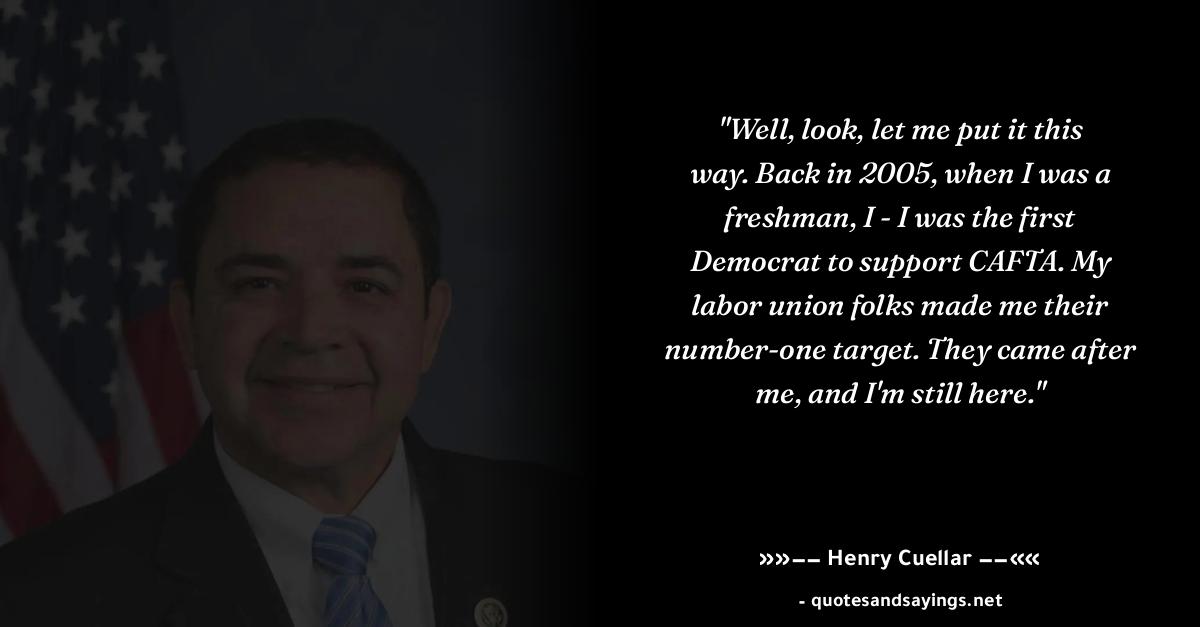 "Well, look, let me put it this
way. Back in 2005, when I was a
freshman, I - I was the first
Democrat to support CAFTA. My
labor union folks made me their
number-one target. They came after
me, and I'm still here."
»»–– Henry Cuellar ––««
- quotesandsayings.net